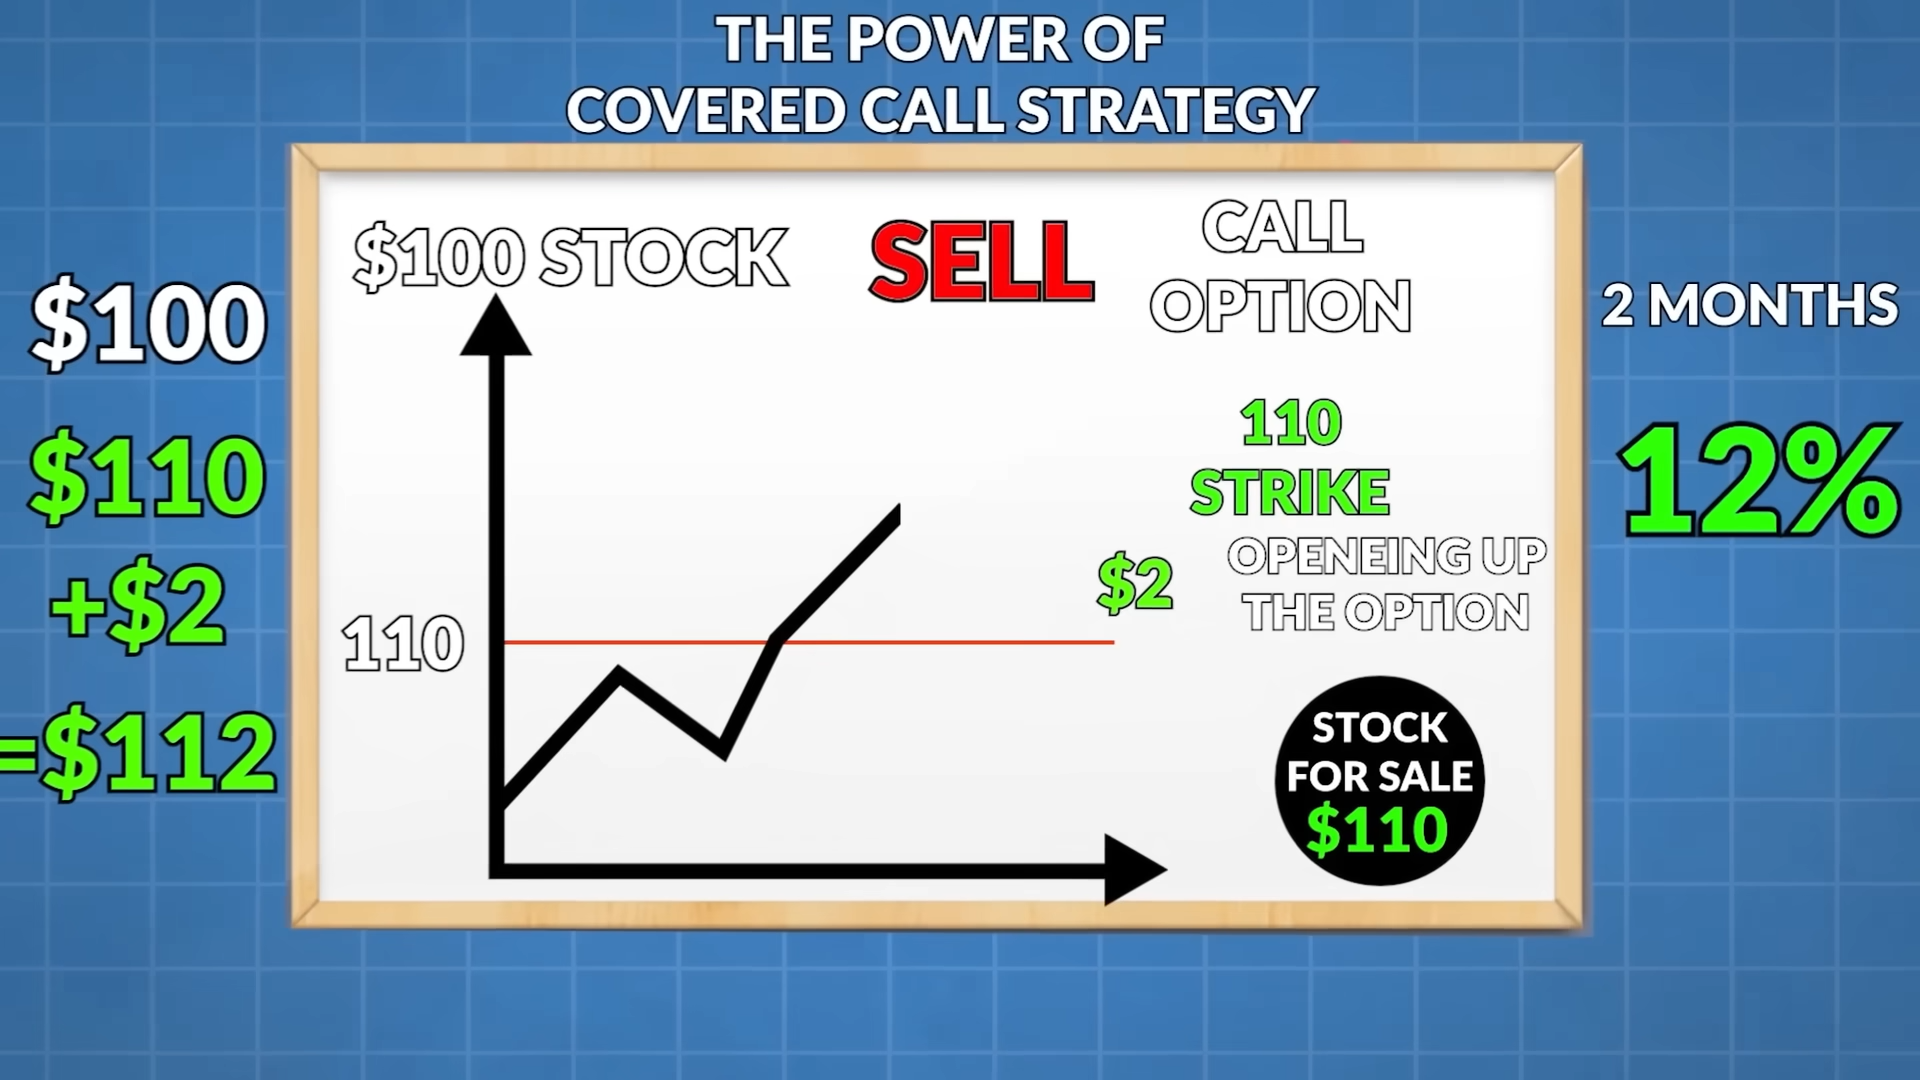 THE POWER OF
COVERED CALL STRATEGY
$100 STOCK
SELL
CALL
OPTION
$100
$110
+$2
=$112
110
110
STRIKE
$2
OPENEING UP
THE OPTION
STOCK
FOR SALE
$110
2 MONTHS
12%